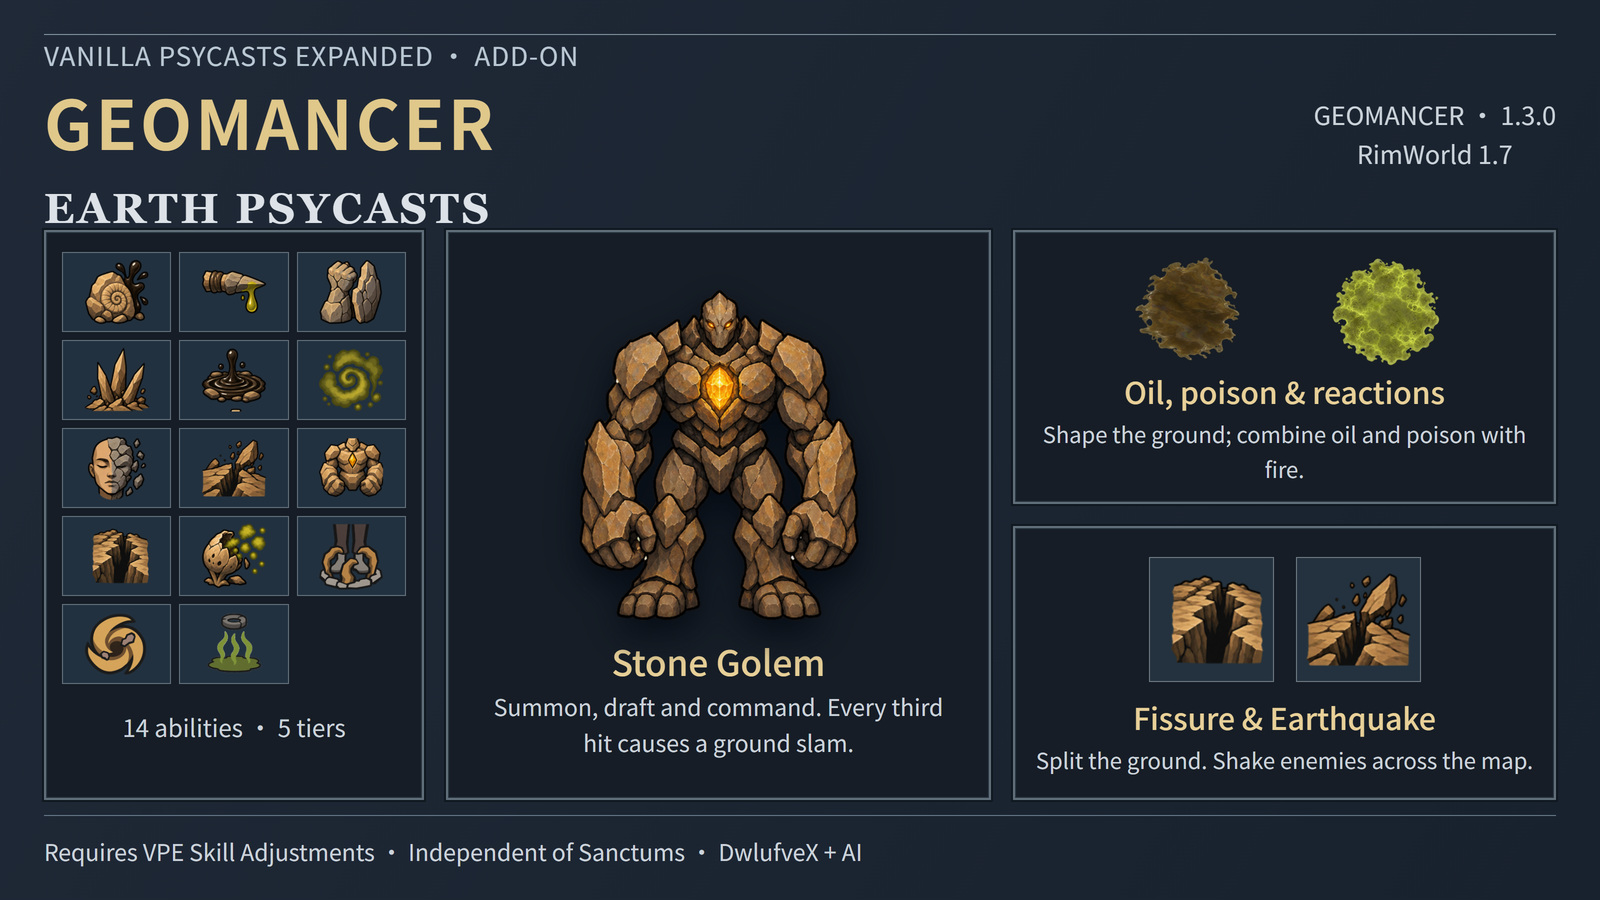 VANILLA PSYCASTS EXPANDED • ADD-ON
GEOMANCER
EARTH PSYCASTS
GEOMANCER • 1.3.0
RimWorld 1.7
14 abilities • 5 tiers
Stone Golem
Summon, draft and command. Every third
hit causes a ground slam.
Oil, poison & reactions
Shape the ground; combine oil and poison with
fire.
Fissure & Earthquake
Split the ground. Shake enemies across the map.
Requires VPE Skill Adjustments • Independent of Sanctums • DwlufveX + AI